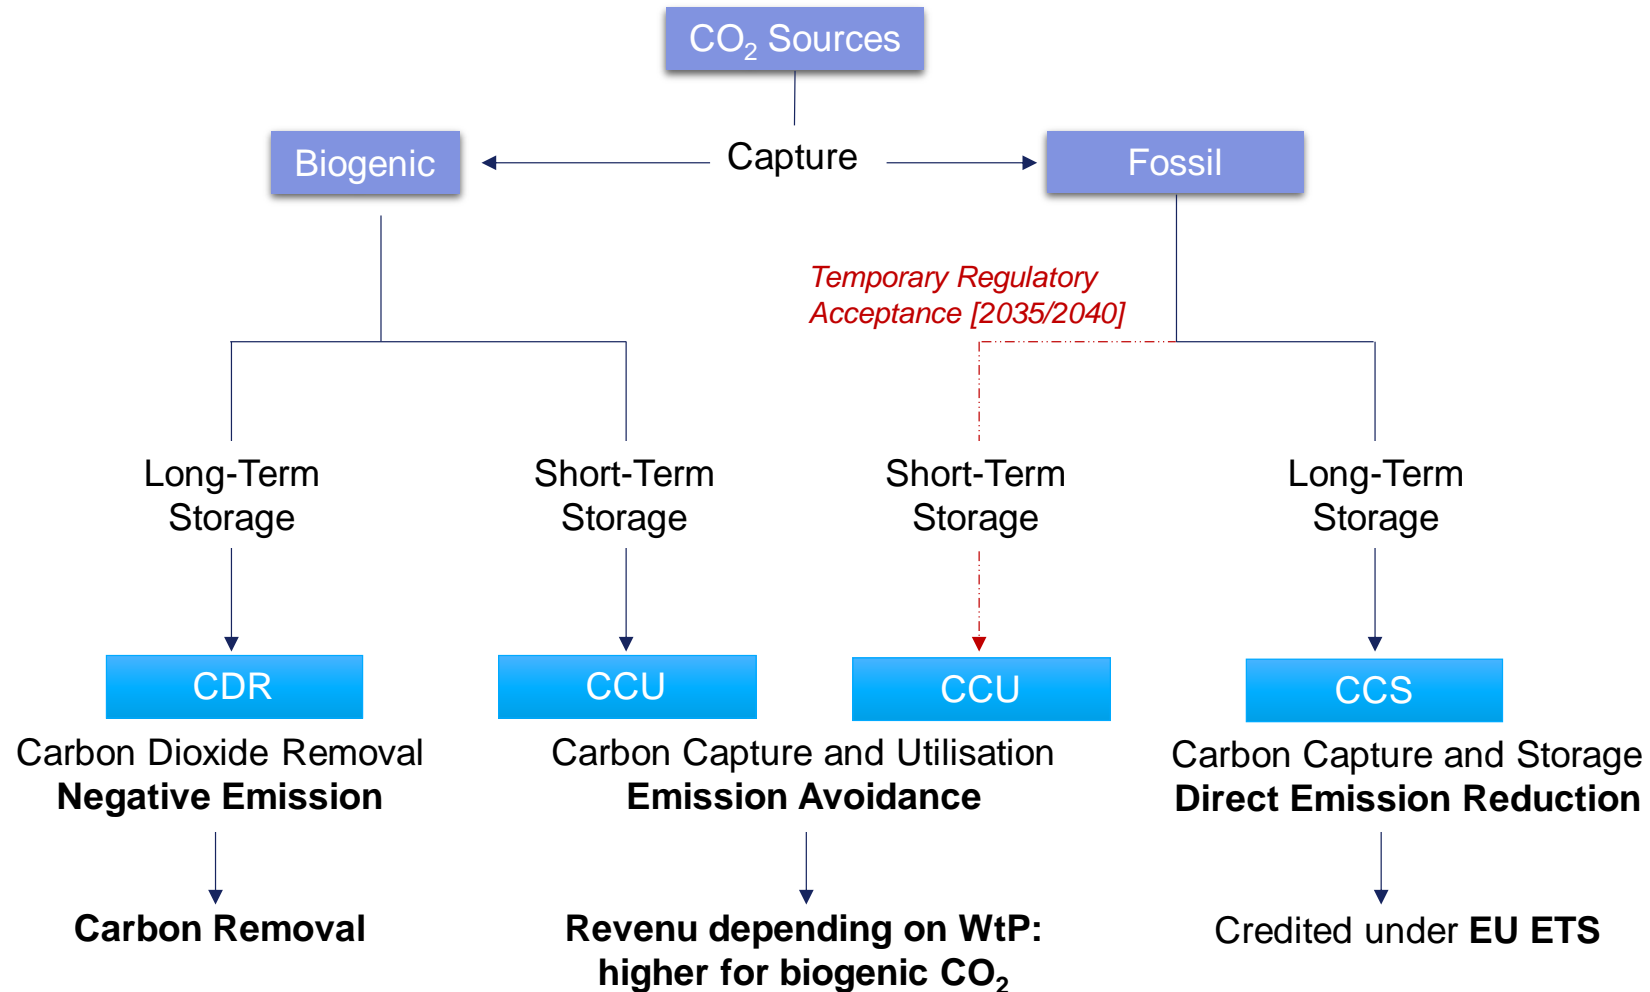 CO₂ Sources
Biogenic
Capture
Fossil
Temporary Regulatory
Acceptance [2035/2040]
Long-Term
Storage
Short-Term
Storage
Short-Term
Storage
Long-Term
Storage
CDR
CCU
CCU
CCS
Carbon Dioxide Removal
Negative Emission
Carbon Capture and Utilisation
Emission Avoidance
Carbon Capture and Storage
Direct Emission Reduction
Carbon Removal
Revenu depending on WtP:
higher for biogenic CO₂
Credited under EU ETS